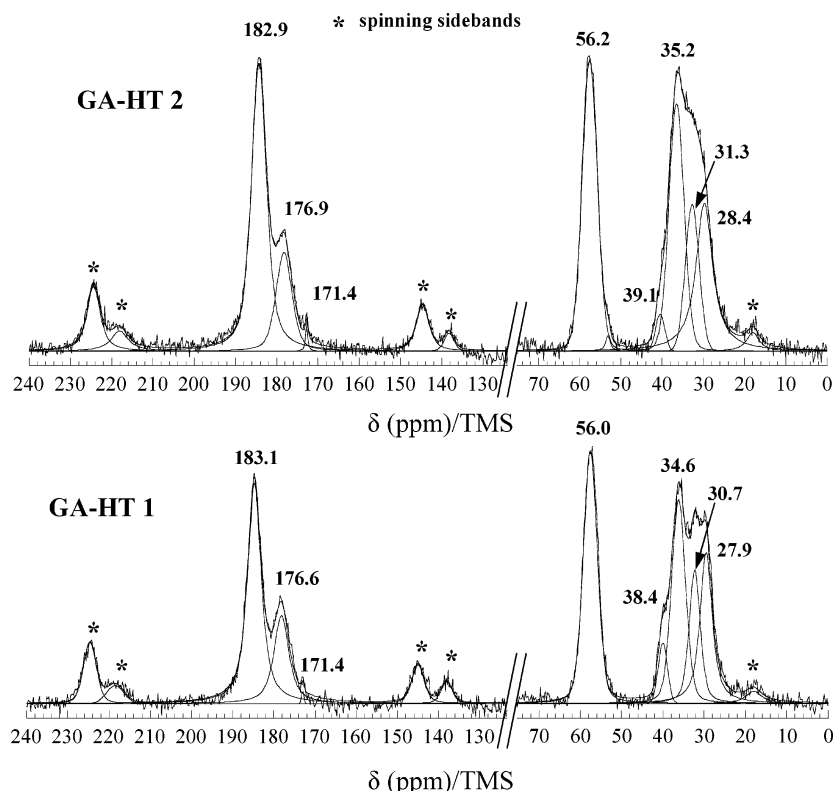 * spinning sidebands
182.9
56.2
35.2
GA-HT 2
31.3
176.9
28.4
* * 171.4 * * 39.1 *
240 230 220 210 200 190 180 170 160 150 140 130 70 60 50 40 30 20 10 0
δ (ppm)/TMS
56.0
183.1
34.6
GA-HT 1
30.7
176.6
27.9
38.4
* * 171.4 * * *
240 230 220 210 200 190 180 170 160 150 140 130 70 60 50 40 30 20 10 0
δ (ppm)/TMS